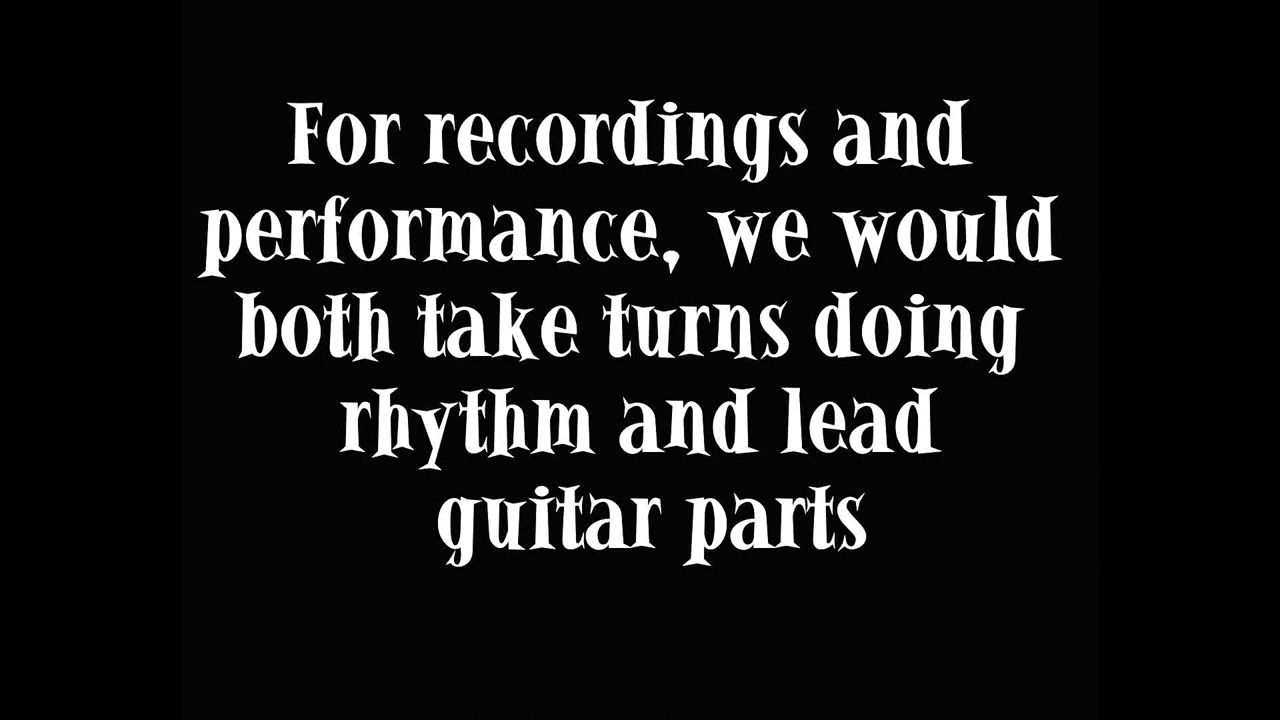 For recordings and
performance, we would
both take turns doing
rhythm and lead
guitar parts